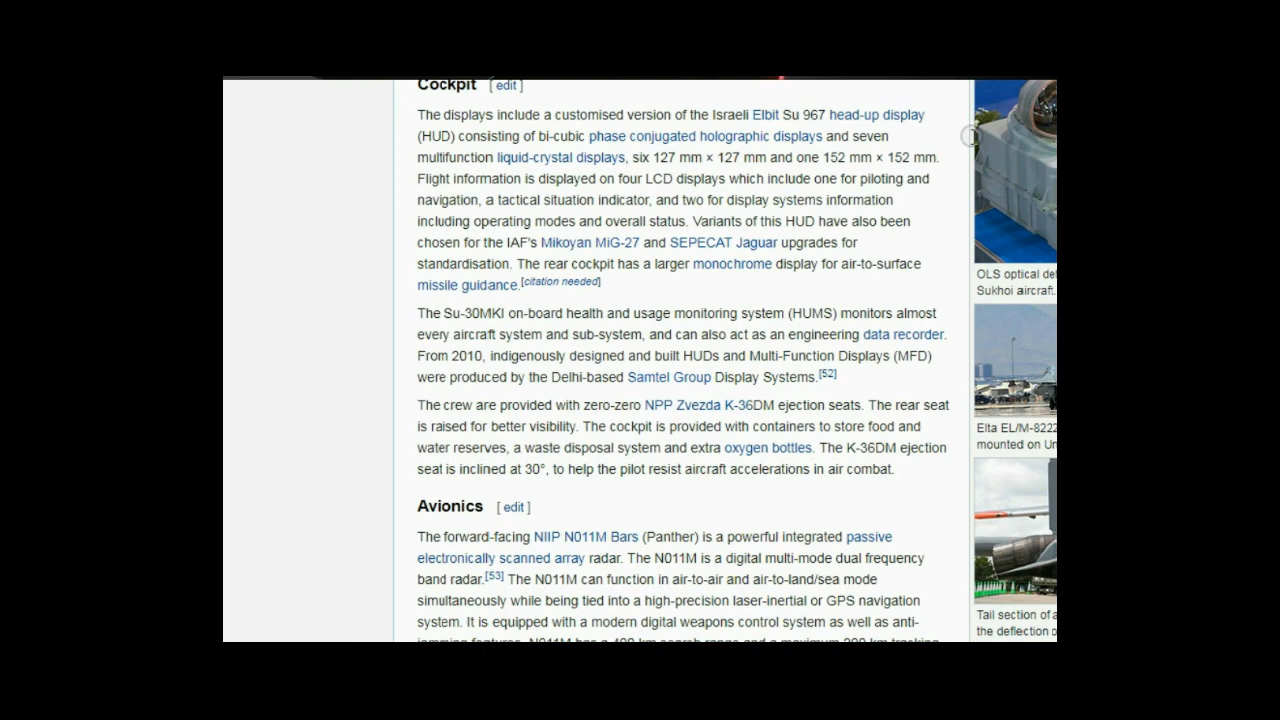 Cockpit [ edit ]
The displays include a customised version of the Israeli Elbit Su 967 head-up display
(HUD) consisting of bi-cubic phase conjugated holographic displays and seven
multifunction liquid-crystal displays, six 127 mm × 127 mm and one 152 mm × 152 mm.
Flight information is displayed on four LCD displays which include one for piloting and
navigation, a tactical situation indicator, and two for display systems information
including operating modes and overall status. Variants of this HUD have also been
chosen for the IAF's Mikoyan MiG-27 and SEPECAT Jaguar upgrades for
standardisation. The rear cockpit has a larger monochrome display for air-to-surface
missile guidance.[citation needed]
The Su-30MKI on-board health and usage monitoring system (HUMS) monitors almost
every aircraft system and sub-system, and can also act as an engineering data recorder.
From 2010, indigenously designed and built HUDs and Multi-Function Displays (MFD)
were produced by the Delhi-based Samtel Group Display Systems.[52]
The crew are provided with zero-zero NPP Zvezda K-36DM ejection seats. The rear seat
is raised for better visibility. The cockpit is provided with containers to store food and
water reserves, a waste disposal system and extra oxygen bottles. The K-36DM ejection
seat is inclined at 30°, to help the pilot resist aircraft accelerations in air combat.
Avionics [ edit ]
The forward-facing NIIP N011M Bars (Panther) is a powerful integrated passive
electronically scanned array radar. The N011M is a digital multi-mode dual frequency
band radar.[53] The N011M can function in air-to-air and air-to-land/sea mode
simultaneously while being tied into a high-precision laser-inertial or GPS navigation
system. It is equipped with a modern digital weapons control system as well as anti-
jamming features. N011M has a 400 km search range and a maximum 200 km tracking
OLS optical de
Sukhoi aircraft.
Elta EL/M-8222
mounted on Un
Tail section of a
the deflection o